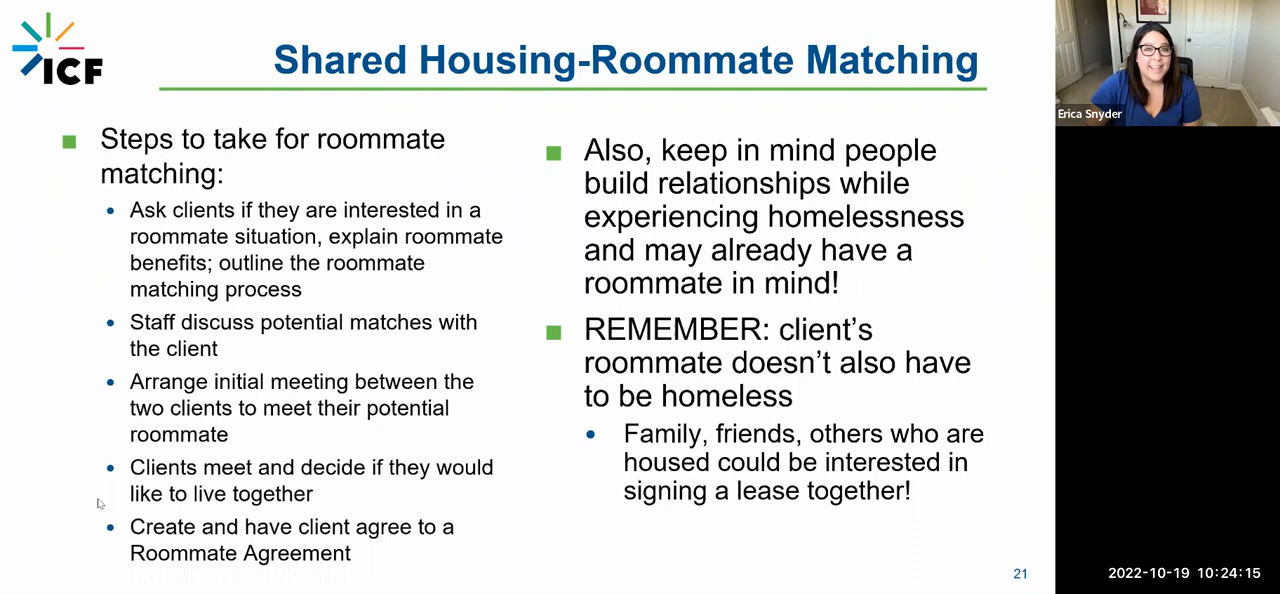 ICF
Shared Housing-Roommate Matching
Steps to take for roommate
matching:
Ask clients if they are interested in a
roommate situation, explain roommate
benefits; outline the roommate
matching process
Staff discuss potential matches with
the client
Arrange initial meeting between the
two clients to meet their potential
roommate
Clients meet and decide if they would
like to live together
Create and have client agree to a
Roommate Agreement
Also, keep in mind people
build relationships while
experiencing homelessness
and may already have a
roommate in mind!
REMEMBER: client’s
roommate doesn’t also have
to be homeless
Family, friends, others who are
housed could be interested in
signing a lease together!
21
Erica Snyder
2022-10-19 10:24:15